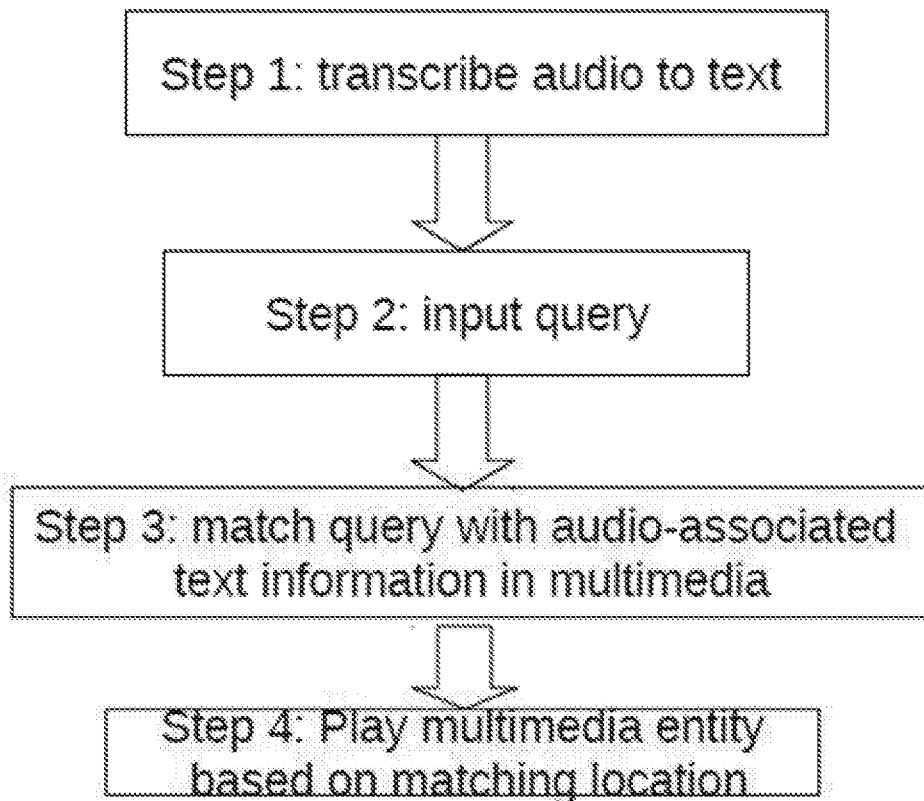 Step 1: transcribe audio to text
Step 2: input query
Step 3: match query with audio-associated
text information in multimedia
Step 4: Play multimedia entity
based on matching location